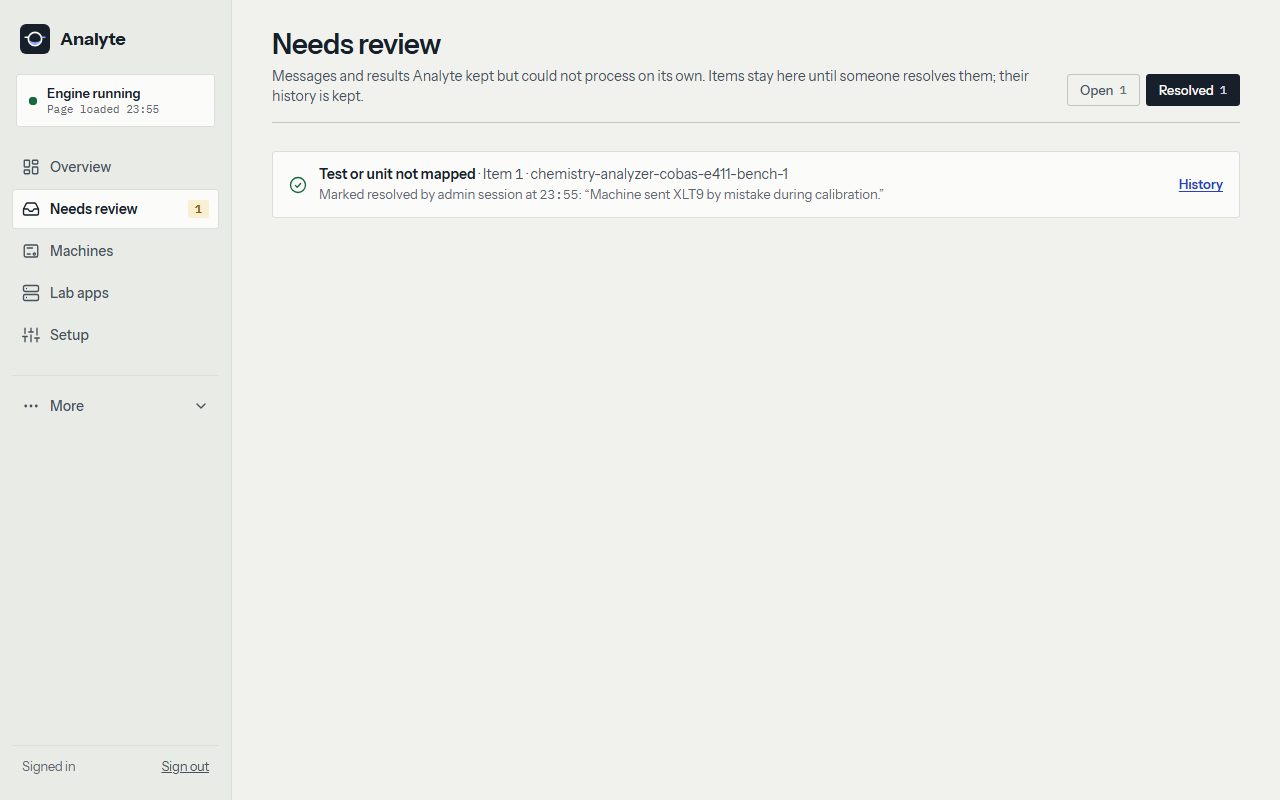 Analyte
Engine running
Page loaded 23:55
Overview
Needs review 1
Machines
Lab apps
Setup
More
Signed in Sign out
Needs review
Messages and results Analyte kept but could not process on its own. Items stay here until someone resolves them; their
history is kept.
Open 1 Resolved 1
Test or unit not mapped · Item 1 · chemistry-analyzer-cobas-e411-bench-1
Marked resolved by admin session at 23:55: “Machine sent XLT9 by mistake during calibration.”
History